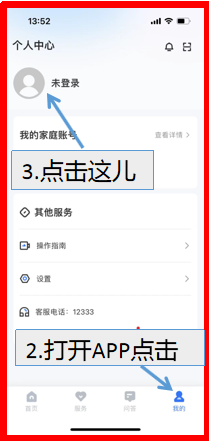 13:52
个人中心
未登录
我的家庭账号 查看详情
3.点击这儿
其他服务
操作指南
设置
客服电话：12333
2.打开APP点击
首页 服务 问答 我的